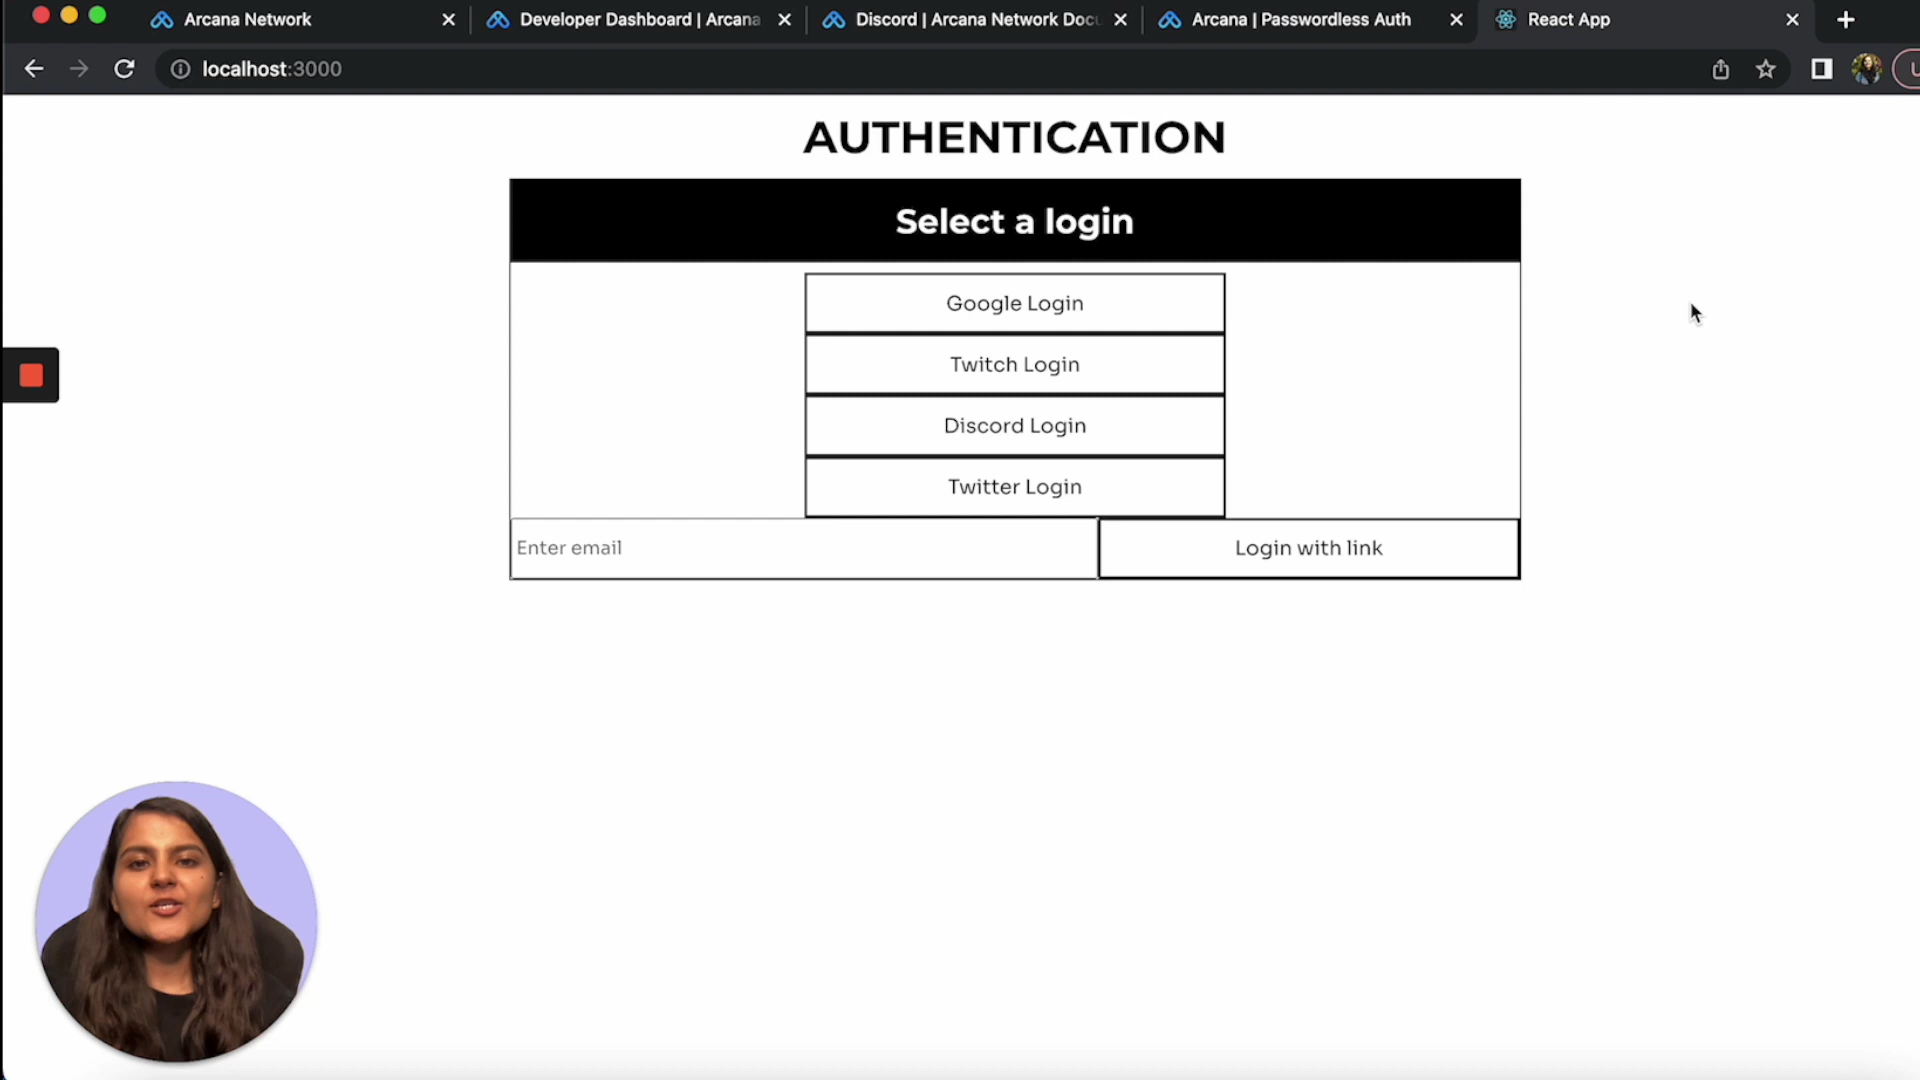 Arcana Network
Developer Dashboard | Arcana
Discord | Arcana Network Docu
Arcana | Passwordless Auth
React App
localhost:3000
AUTHENTICATION
Select a login
Google Login
Twitch Login
Discord Login
Twitter Login
Enter email
Login with link